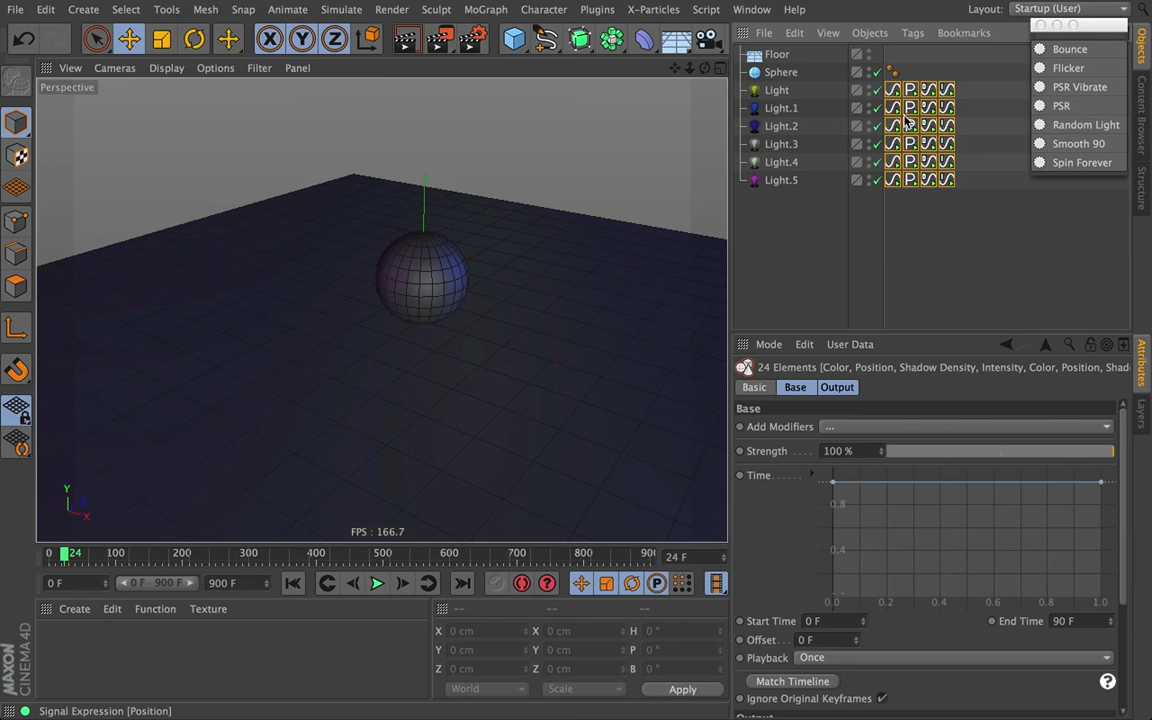 File Edit Create Select Tools Mesh Snap Animate Simulate Render Sculpt MoGraph Character Plugins X-Particles Script Window Help
Layout: Startup (User)
X Y Z
File Edit View Objects Tags Bookmarks
View Cameras Display Options Filter Panel
Perspective
Floor
Sphere
Light
Light.1
Light.2
Light.3
Light.4
Light.5
Bounce
Flicker
PSR Vibrate
PSR
Random Light
Smooth 90
Spin Forever
Objects
Content Browser
Structure
Attributes
Layers
Y
Z
X
FPS : 166.7
Mode Edit User Data
24 Elements [Color, Position, Shadow Density, Intensity, Color, Position, Shad
Basic Base Output
Base
Add Modifiers ...
Strength .... 100 %
Time.......
0.8
0.4
0.0 0.2 0.4 0.6 0.8 1.0
Start Time 0 F End Time 90 F
Offset.... 0 F
Playback Once
Match Timeline
Ignore Original Keyframes
0 24 100 200 300 400 500 600 700 800 90
24 F
0 F 0 F 900 F 900 F
Create Edit Function Texture
-- -- --
X 0 cm X 0 cm H 0 °
Y 0 cm Y 0 cm P 0 °
Z 0 cm Z 0 cm B 0 °
World Scale Apply
MAXON
CINEMA4D
Signal Expression [Position]